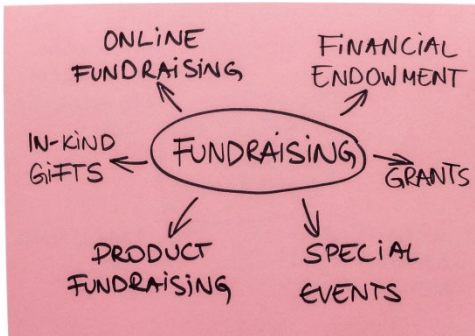 ONLINE
FUNDRAISING
FINANCIAL
ENDOWMENT
IN-KIND
GIFTS
FUNDRAISING
GRANTS
PRODUCT
FUNDRAISING
SPECIAL
EVENTS